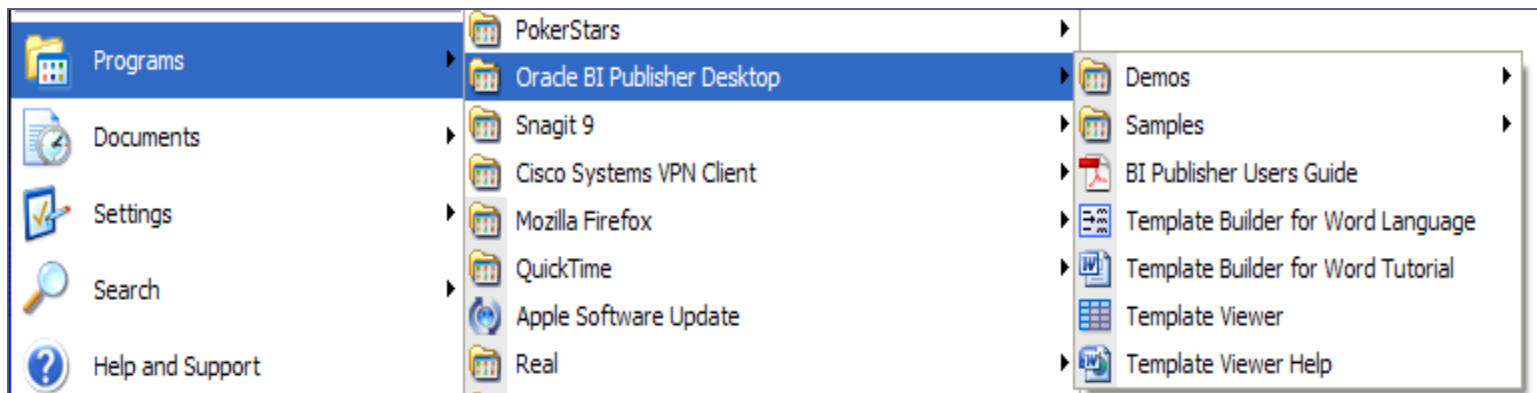 Programs
Documents
Settings
Search
Help and Support
PokerStars
Oracle BI Publisher Desktop
Snagit 9
Cisco Systems VPN Client
Mozilla Firefox
QuickTime
Apple Software Update
Real
Demos
Samples
BI Publisher Users Guide
Template Builder for Word Language
Template Builder for Word Tutorial
Template Viewer
Template Viewer Help